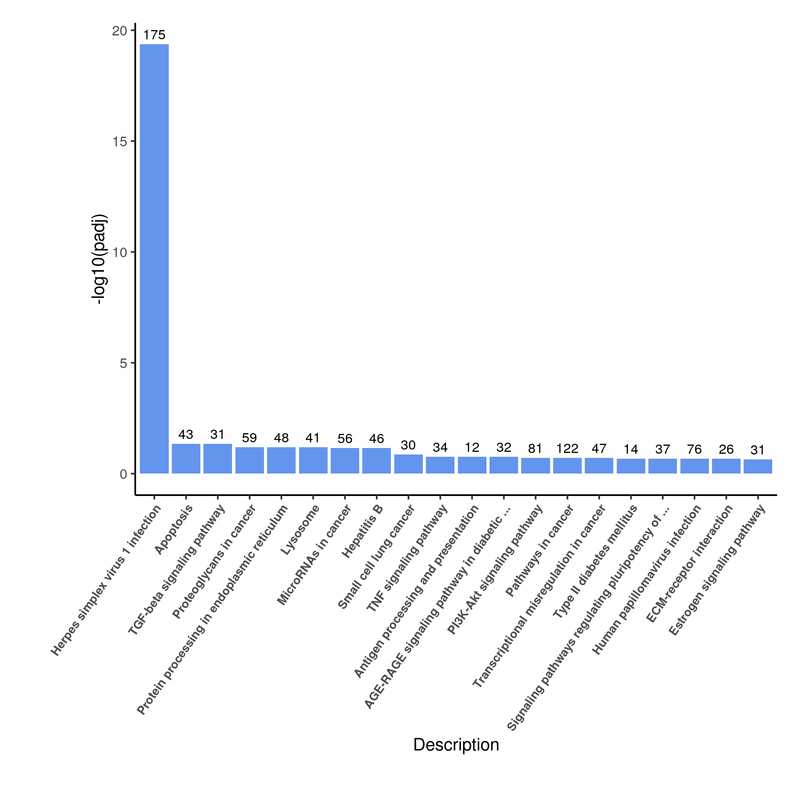 20
15
10
5
0
-log10(padj)
175
43
31
59
48
41
56
46
30
34
12
32
81
122
47
14
37
76
26
31
Herpes simplex virus 1 infection
Apoptosis
TGF-beta signaling pathway
Proteoglycans in cancer
Protein processing in endoplasmic reticulum
Lysosome
MicroRNAs in cancer
Hepatitis B
Small cell lung cancer
TNF signaling pathway
Antigen processing and presentation
AGE-RAGE signaling pathway in diabetic ...
PI3K-Akt signaling pathway
Pathways in cancer
Transcriptional misregulation in cancer
Type II diabetes mellitus
Signaling pathways regulating pluripotency of ...
Human papillomavirus infection
ECM-receptor interaction
Estrogen signaling pathway
Description